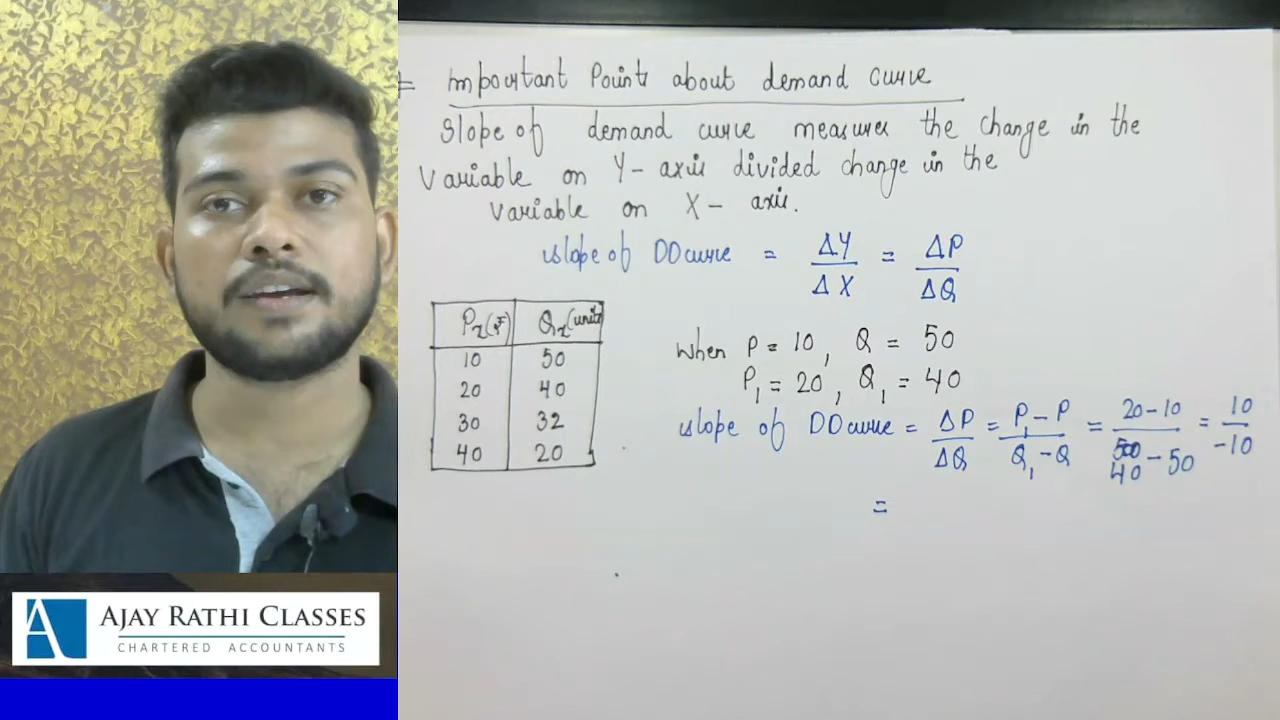 = Important Points about demand curve
Slope of demand curve measures the change in the
Variable on Y- axis divided change in the
Variable on X- axis.
slope of DD curve = ΔY/ΔX = ΔP/ΔQ
Px(₹) Qx(units)
10 50
20 40
30 32
40 20
When P = 10, Q = 50
P1 = 20, Q1 = 40
slope of DD curve = ΔP/ΔQ = P1 - P / Q1 - Q = 20-10 / 40-50 = 10/-10
=
A
AJAY RATHI CLASSES
CHARTERED ACCOUNTANTS